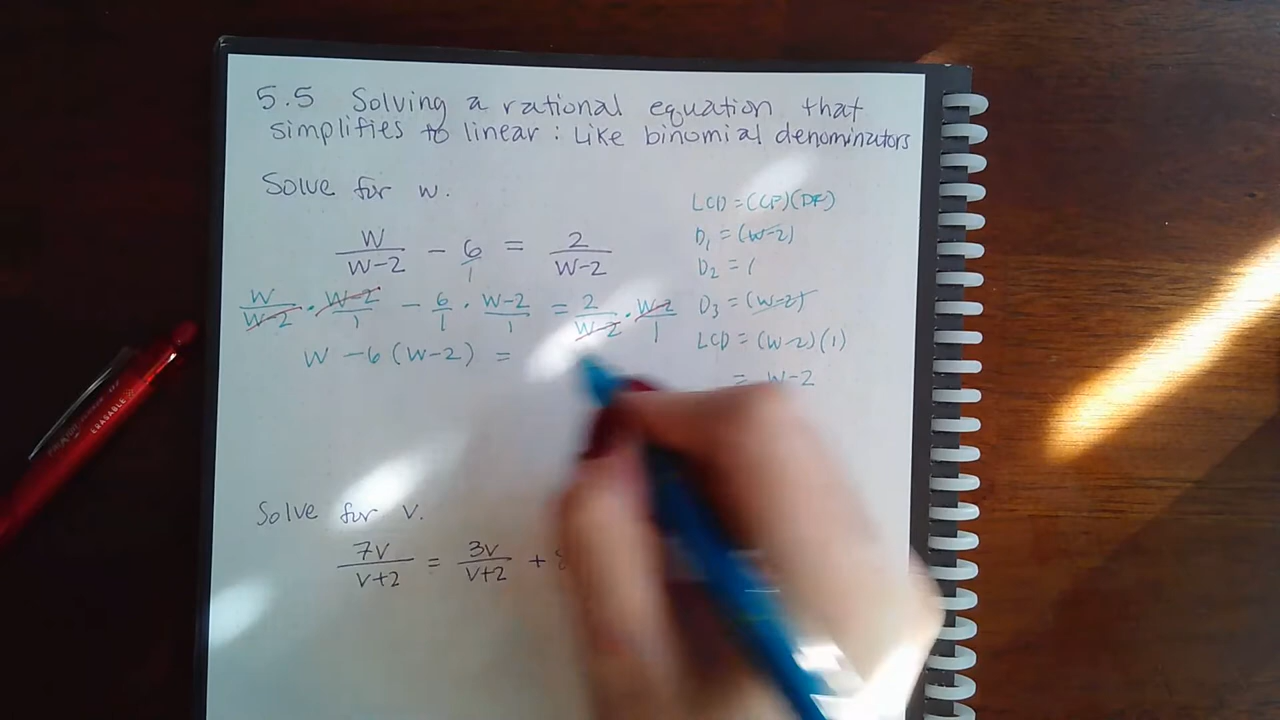 5.5 Solving a rational equation that
simplifies to linear: Like binomial denominators
Solve for w.
w/(w-2) - 6/1 = 2/(w-2)
w/(w-2) · (w-2)/1 - 6/1 · (w-2)/1 = 2/(w-2) · (w-2)/1
w - 6(w-2) =
LCD = (CF)(DF)
D₁ = (w-2)
D₂ = 1
D₃ = (w-2)
LCD = (w-2)(1)
= w-2
Solve for v.
7v/(v+2) = 3v/(v+2) +
ERASABLE